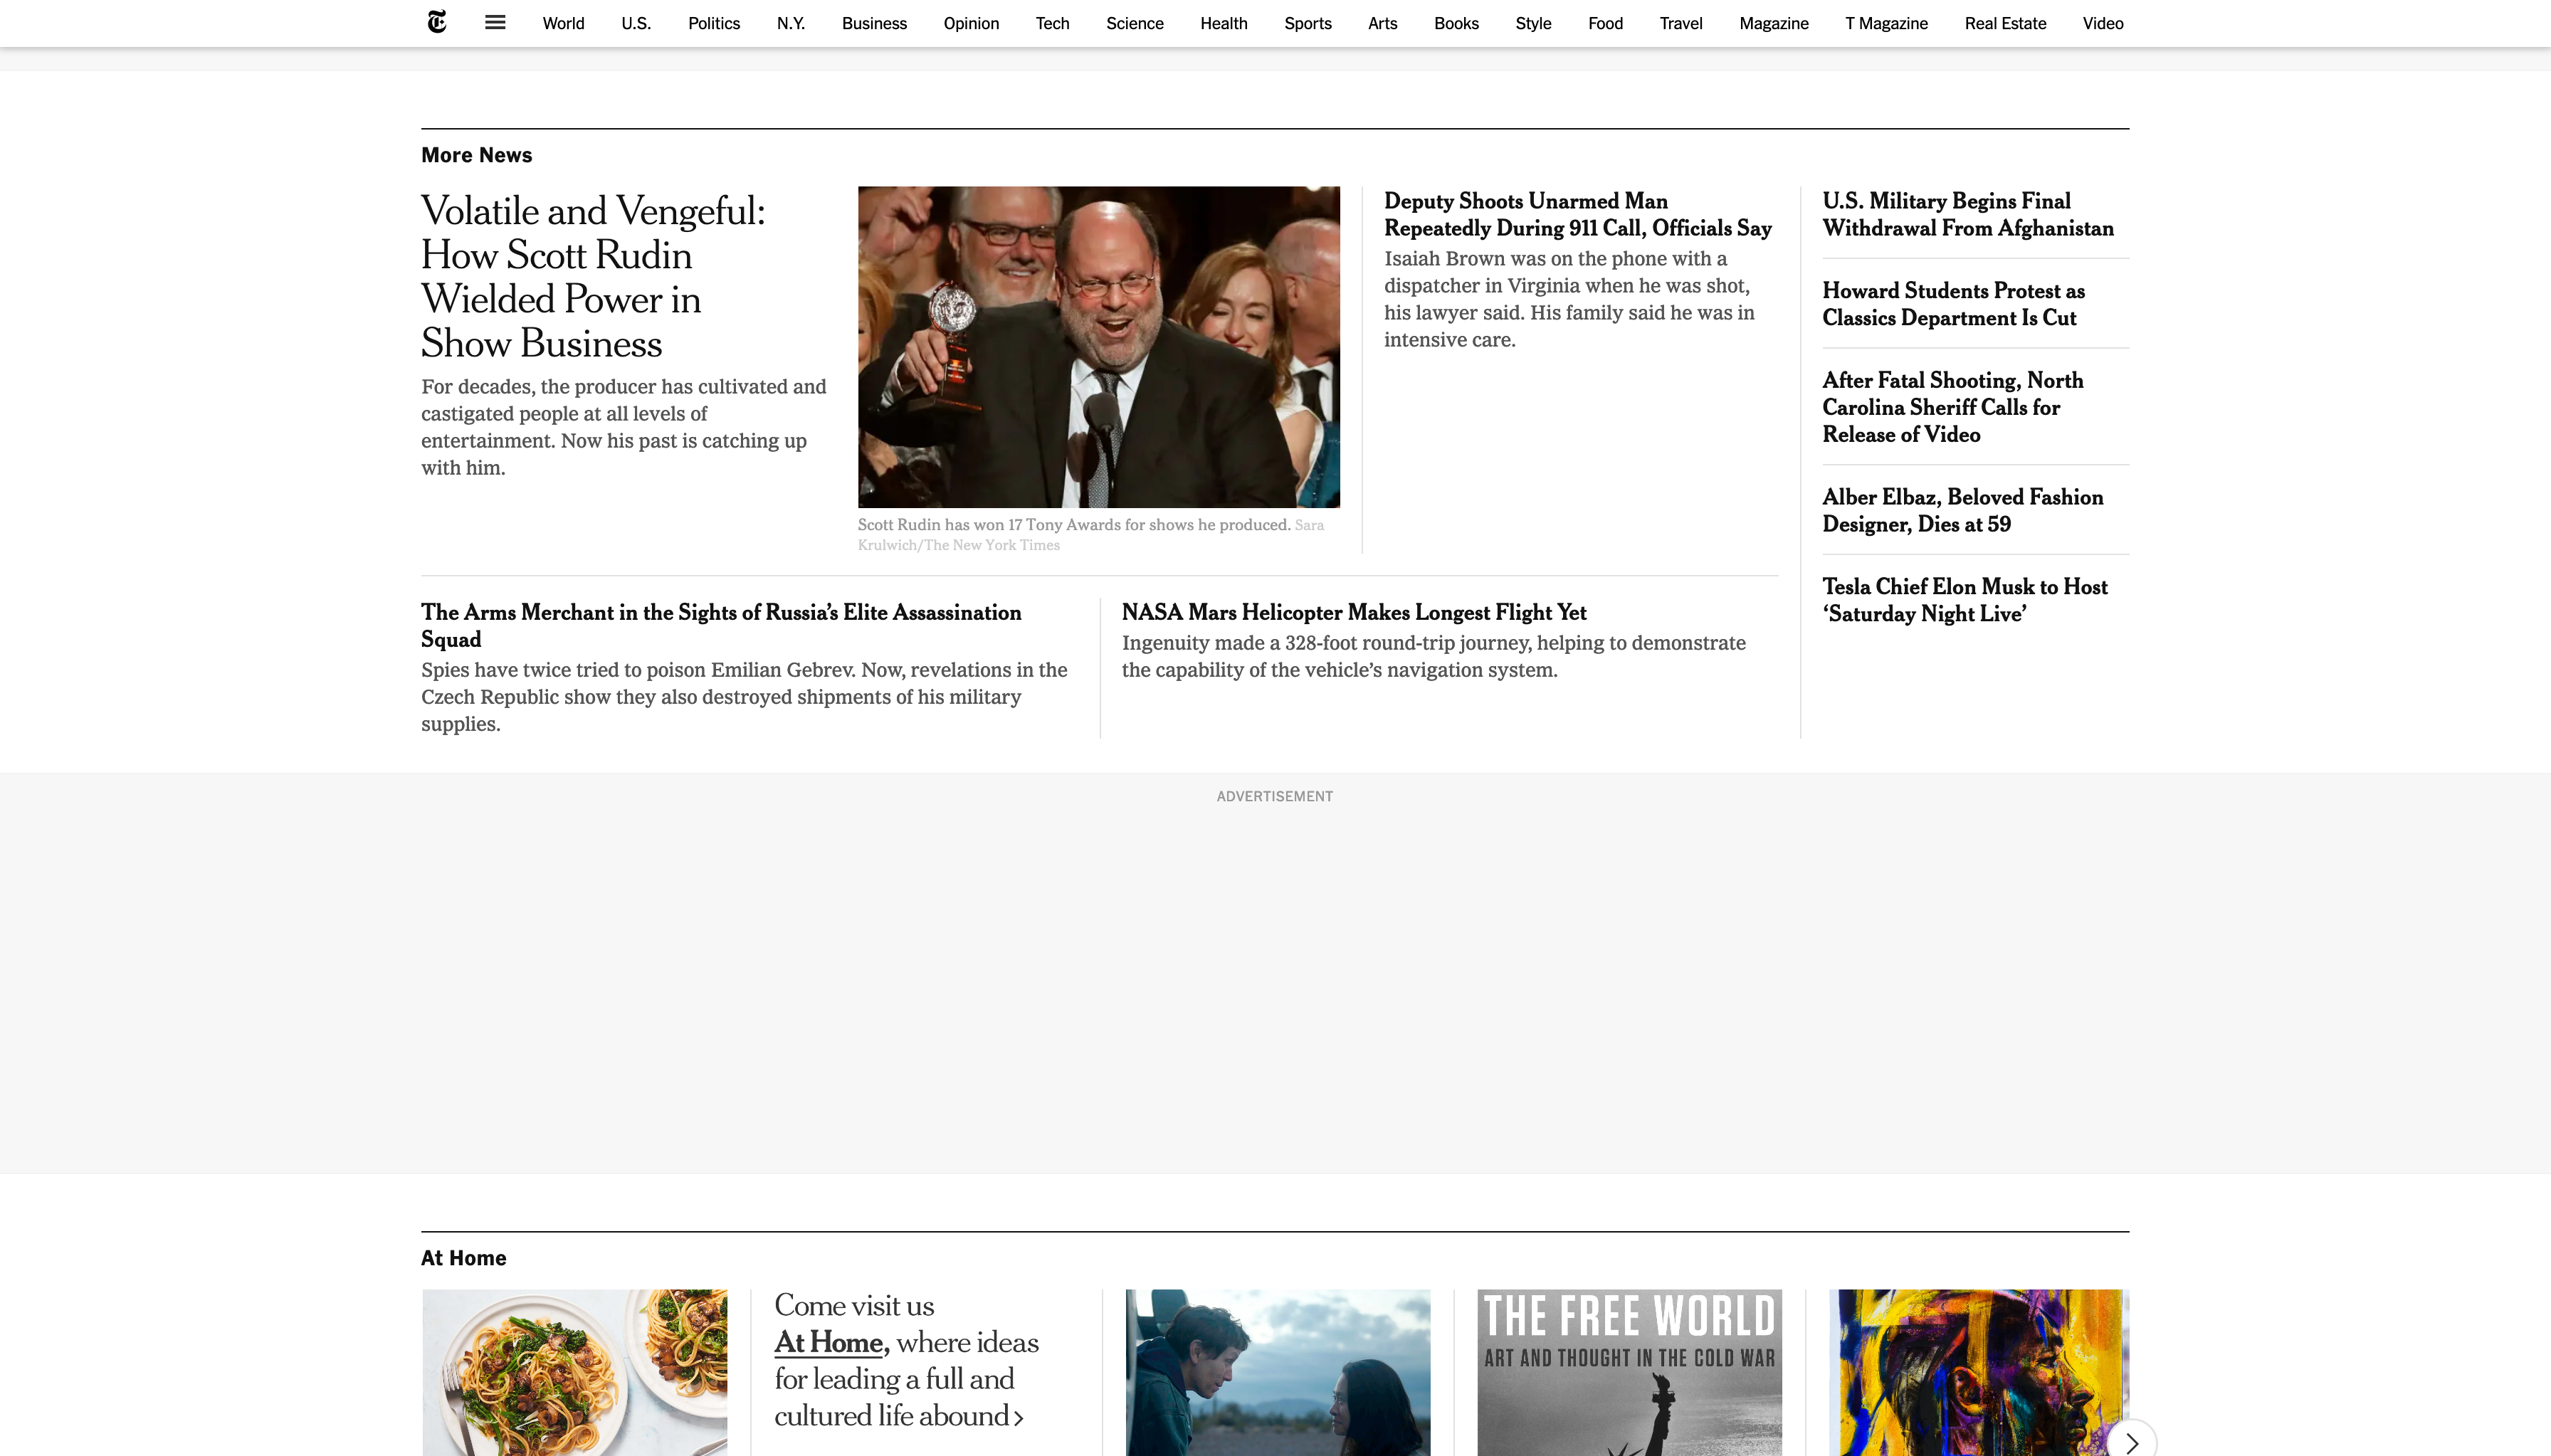 World U.S. Politics N.Y. Business Opinion Tech Science Health Sports Arts Books Style Food Travel Magazine T Magazine Real Estate Video
More News
Volatile and Vengeful:
How Scott Rudin
Wielded Power in
Show Business
For decades, the producer has cultivated and
castigated people at all levels of
entertainment. Now his past is catching up
with him.
Scott Rudin has won 17 Tony Awards for shows he produced. Sara
Krulwich/The New York Times
Deputy Shoots Unarmed Man
Repeatedly During 911 Call, Officials Say
Isaiah Brown was on the phone with a
dispatcher in Virginia when he was shot,
his lawyer said. His family said he was in
intensive care.
The Arms Merchant in the Sights of Russia’s Elite Assassination
Squad
Spies have twice tried to poison Emilian Gebrev. Now, revelations in the
Czech Republic show they also destroyed shipments of his military
supplies.
NASA Mars Helicopter Makes Longest Flight Yet
Ingenuity made a 328-foot round-trip journey, helping to demonstrate
the capability of the vehicle’s navigation system.
U.S. Military Begins Final
Withdrawal From Afghanistan
Howard Students Protest as
Classics Department Is Cut
After Fatal Shooting, North
Carolina Sheriff Calls for
Release of Video
Alber Elbaz, Beloved Fashion
Designer, Dies at 59
Tesla Chief Elon Musk to Host
‘Saturday Night Live’
ADVERTISEMENT
At Home
Come visit us
At Home, where ideas
for leading a full and
cultured life abound ›
THE FREE WORLD
ART AND THOUGHT IN THE COLD WAR